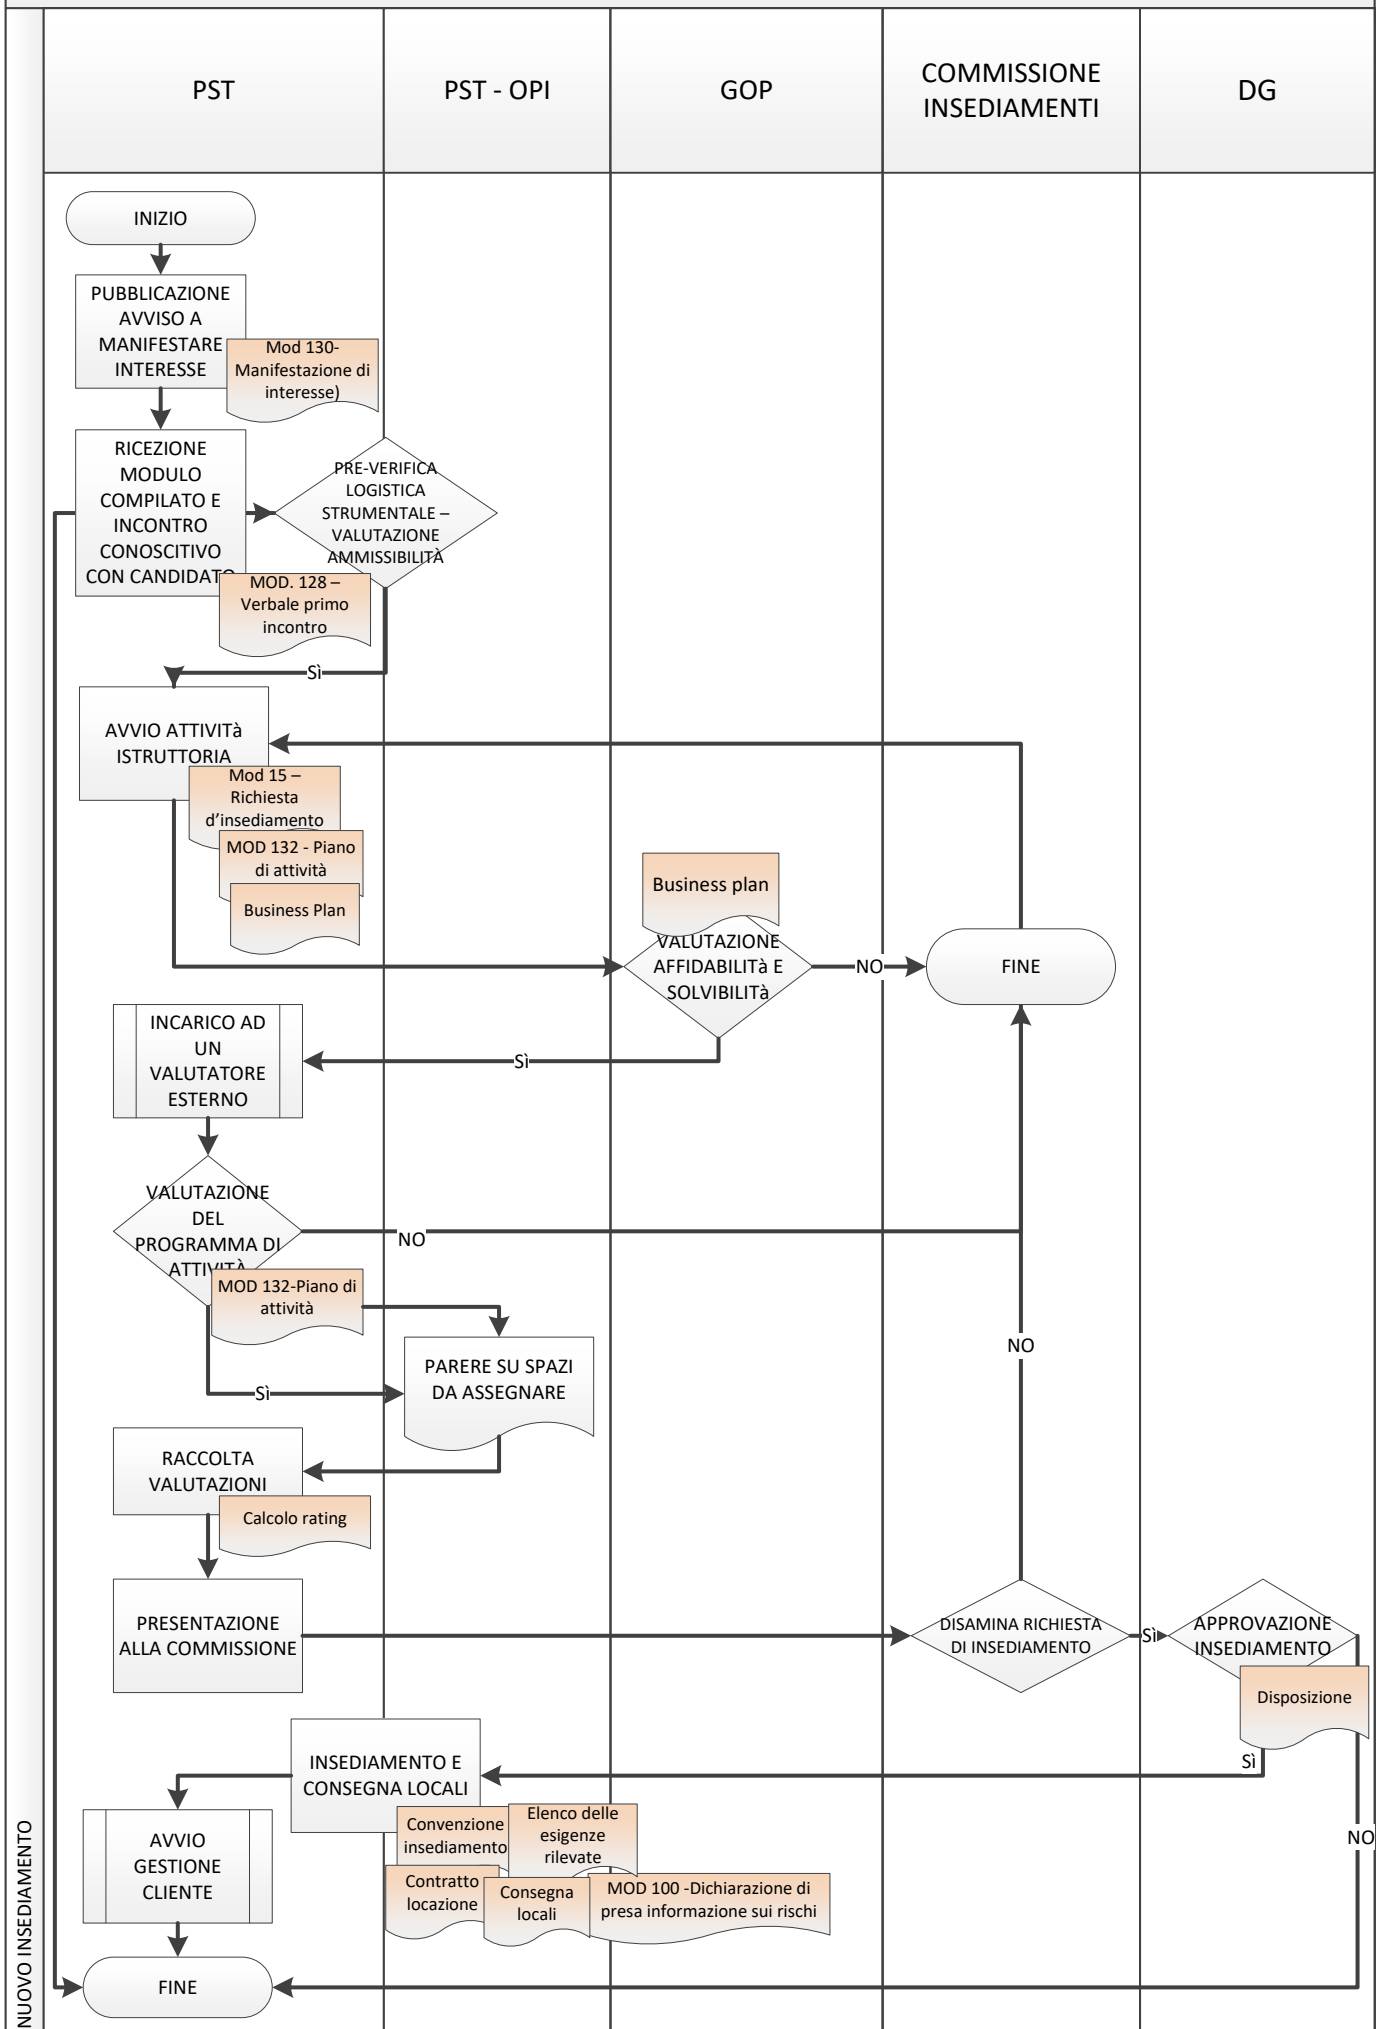 PST
PST - OPI
GOP
COMMISSIONE
INSEDIAMENTI
DG
INIZIO
PUBBLICAZIONE
AVVISO A
MANIFESTARE
INTERESSE
Mod 130-
Manifestazione di
interesse)
RICEZIONE
MODULO
COMPILATO E
INCONTRO
CONOSCITIVO
CON CANDIDATO
PRE-VERIFICA
LOGISTICA
STRUMENTALE –
VALUTAZIONE
AMMISSIBILITÀ
MOD. 128 –
Verbale primo
incontro
Sì
AVVIO ATTIVITà
ISTRUTTORIA
Mod 15 –
Richiesta
d’insediamento
MOD 132 - Piano
di attività
Business Plan
Business plan
VALUTAZIONE
AFFIDABILITà E
SOLVIBILITà
NO
FINE
INCARICO AD
UN
VALUTATORE
ESTERNO
Sì
VALUTAZIONE
DEL
PROGRAMMA DI
ATTIVITÀ
NO
MOD 132-Piano di
attività
PARERE SU SPAZI
DA ASSEGNARE
NO
Sì
RACCOLTA
VALUTAZIONI
Calcolo rating
PRESENTAZIONE
ALLA COMMISSIONE
DISAMINA RICHIESTA
DI INSEDIAMENTO
Sì
APPROVAZIONE
INSEDIAMENTO
Disposizione
Sì
INSEDIAMENTO E
CONSEGNA LOCALI
Convenzione
insediamento
Elenco delle
esigenze
rilevate
Contratto
locazione
Consegna
locali
MOD 100 -Dichiarazione di
presa informazione sui rischi
NO
AVVIO
GESTIONE
CLIENTE
FINE
NUOVO INSEDIAMENTO